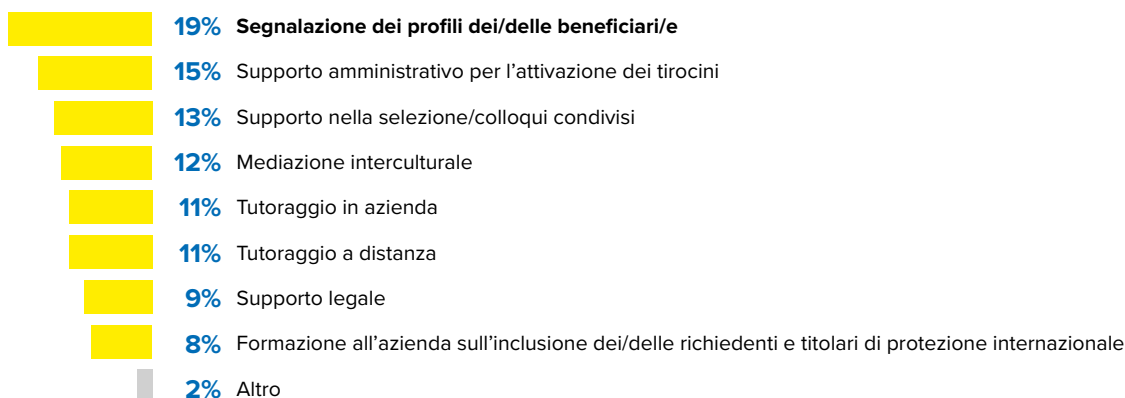 19% Segnalazione dei profili dei/delle beneficiari/e
15% Supporto amministrativo per l’attivazione dei tirocini
13% Supporto nella selezione/colloqui condivisi
12% Mediazione interculturale
11% Tutoraggio in azienda
11% Tutoraggio a distanza
9% Supporto legale
8% Formazione all’azienda sull’inclusione dei/delle richiedenti e titolari di protezione internazionale
2% Altro